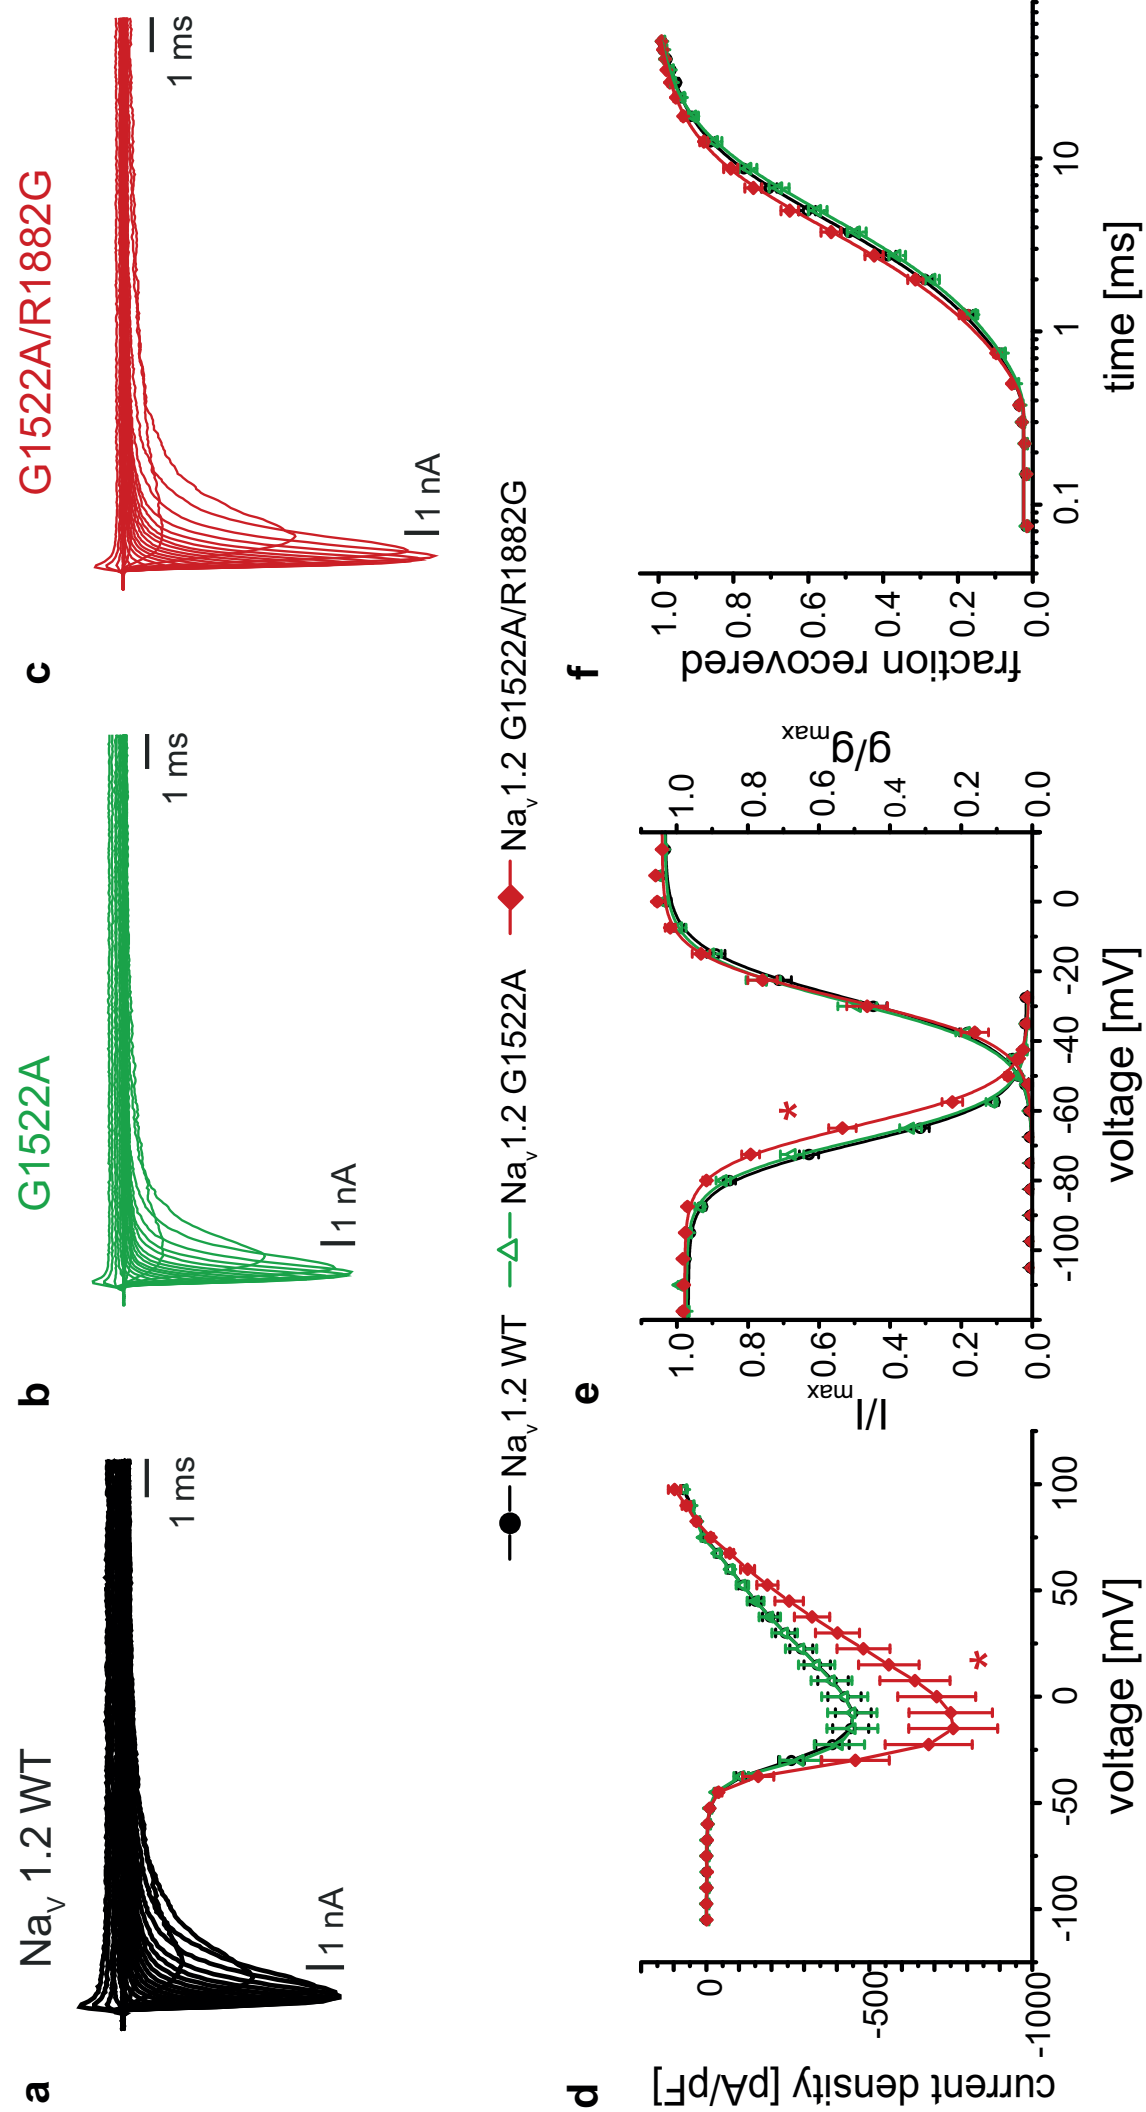 a
Nav 1.2 WT
1 nA
1 ms
b
G1522A
1 nA
1 ms
c
G1522A/R1882G
1 nA
1 ms
Nav1.2 WT
Nav1.2 G1522A
Nav1.2 G1522A/R1882G
d
current density [pA/pF]
0
-500
-1000
-100
-50
0
50
100
voltage [mV]
*
e
I/Imax
1.0
0.8
0.6
0.4
0.2
0.0
-100
-80
-60
-40
-20
0
voltage [mV]
*
g/gmax
1.0
0.8
0.6
0.4
0.2
0.0
f
fraction recovered
1.0
0.8
0.6
0.4
0.2
0.0
0.1
1
10
time [ms]